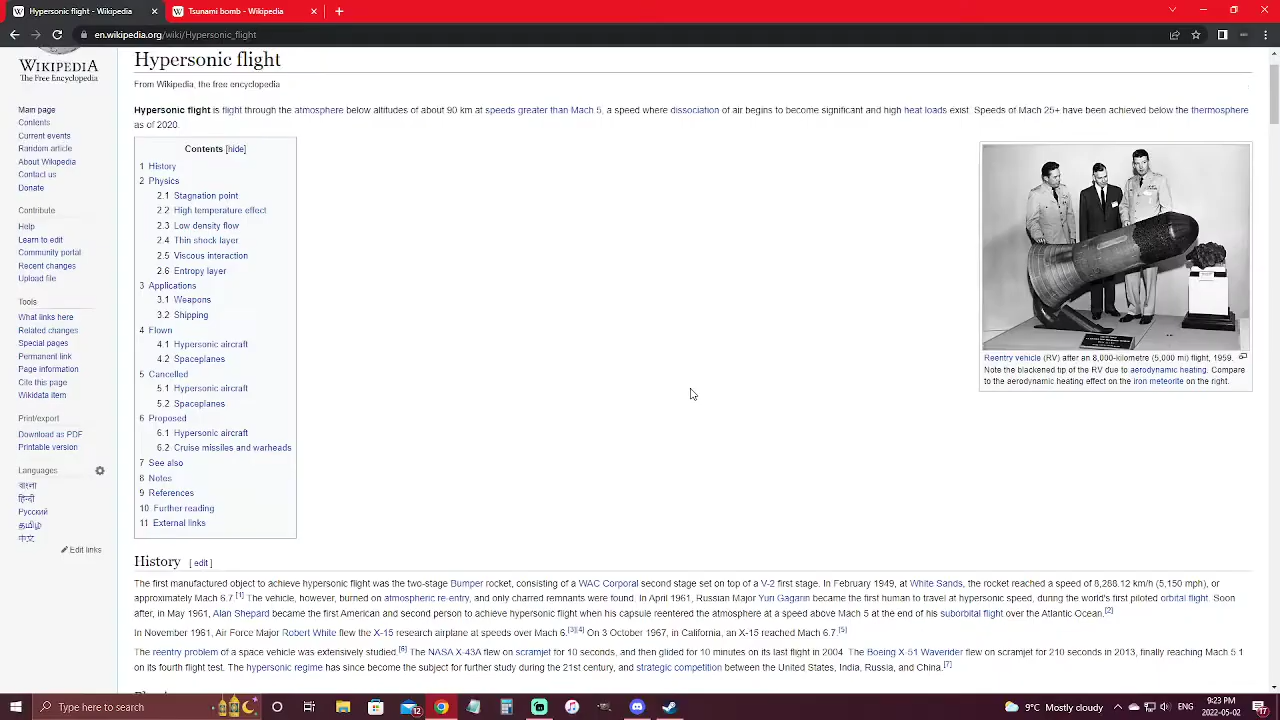 Hypersonic flight - Wikipedia
Tsunami bomb - Wikipedia
en.wikipedia.org/wiki/Hypersonic_flight
WIKIPEDIA
The Free Encyclopedia
Main page
Contents
Current events
Random article
About Wikipedia
Contact us
Donate
Contribute
Help
Learn to edit
Community portal
Recent changes
Upload file
Tools
What links here
Related changes
Special pages
Permanent link
Page information
Cite this page
Wikidata item
Print/export
Download as PDF
Printable version
Languages
বাংলা
हिन्दी
Русский
தமிழ்
中文
Edit links
Hypersonic flight
From Wikipedia, the free encyclopedia
Hypersonic flight is flight through the atmosphere below altitudes of about 90 km at speeds greater than Mach 5, a speed where dissociation of air begins to become significant and high heat loads exist. Speeds of Mach 25+ have been achieved below the thermosphere
as of 2020.
Contents [hide]
1 History
2 Physics
2.1 Stagnation point
2.2 High temperature effect
2.3 Low density flow
2.4 Thin shock layer
2.5 Viscous interaction
2.6 Entropy layer
3 Applications
3.1 Weapons
3.2 Shipping
4 Flown
4.1 Hypersonic aircraft
4.2 Spaceplanes
5 Cancelled
5.1 Hypersonic aircraft
5.2 Spaceplanes
6 Proposed
6.1 Hypersonic aircraft
6.2 Cruise missiles and warheads
7 See also
8 Notes
9 References
10 Further reading
11 External links
Reentry vehicle (RV) after an 8,000-kilometre (5,000 mi) flight, 1959.
Note the blackened tip of the RV due to aerodynamic heating. Compare
to the aerodynamic heating effect on the iron meteorite on the right.
History [ edit ]
The first manufactured object to achieve hypersonic flight was the two-stage Bumper rocket, consisting of a WAC Corporal second stage set on top of a V-2 first stage. In February 1949, at White Sands, the rocket reached a speed of 8,288.12 km/h (5,150 mph), or
approximately Mach 6.7.[1] The vehicle, however, burned on atmospheric re-entry, and only charred remnants were found. In April 1961, Russian Major Yuri Gagarin became the first human to travel at hypersonic speed, during the world's first piloted orbital flight. Soon
after, in May 1961, Alan Shepard became the first American and second person to achieve hypersonic flight when his capsule reentered the atmosphere at a speed above Mach 5 at the end of his suborbital flight over the Atlantic Ocean.[2]
In November 1961, Air Force Major Robert White flew the X-15 research airplane at speeds over Mach 6.[3][4] On 3 October 1967, in California, an X-15 reached Mach 6.7.[5]
The reentry problem of a space vehicle was extensively studied.[6] The NASA X-43A flew on scramjet for 10 seconds, and then glided for 10 minutes on its last flight in 2004. The Boeing X-51 Waverider flew on scramjet for 210 seconds in 2013, finally reaching Mach 5.1
on its fourth flight test. The hypersonic regime has since become the subject for further study during the 21st century, and strategic competition between the United States, India, Russia, and China.[7]
Type here to search
12
9°C Mostly cloudy
ENG
9:23 PM
2022-05-02
17